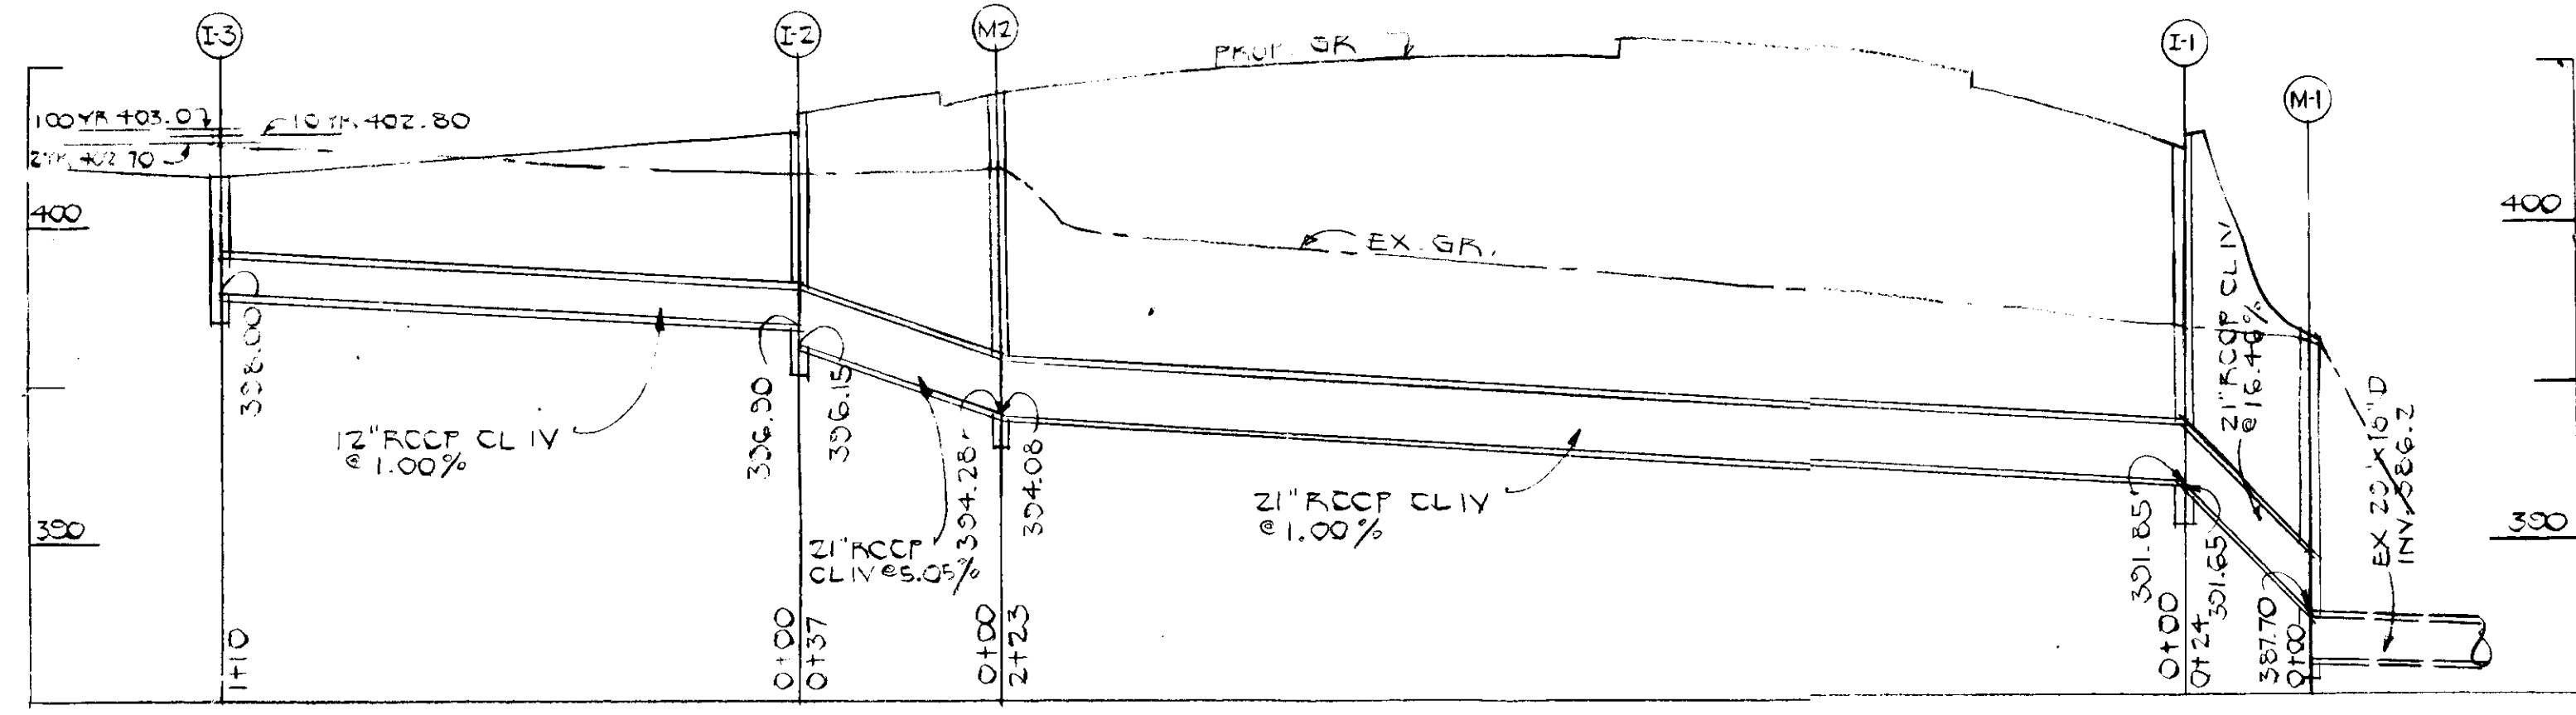 I-3
I-2
M2
I-1
M-1
PROP. GR
100 YR 403.07
10 YR 402.80
2 YR 402.70
400
400
EX. GR.
398.00
12" RCCP CL IV
@ 1.00%
396.90
396.15
21" RCCP
CL IV @ 5.05%
394.28
394.08
21" RCCP CL IV
@ 1.00%
21" RCCP CL IV
@ 16.46%
391.85
391.65
387.70
EX 29" X 18" D
INV. 386.2
390
390
1+10
0+00
0+37
0+00
2+23
0+00
0+24
0+00